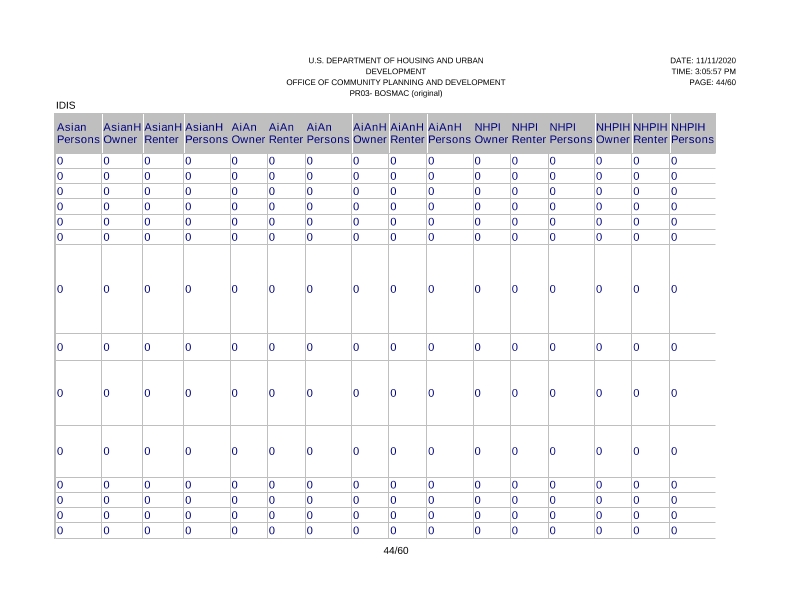 U.S. DEPARTMENT OF HOUSING AND URBAN
DEVELOPMENT
OFFICE OF COMMUNITY PLANNING AND DEVELOPMENT
PR03- BOSMAC (original)
DATE: 11/11/2020
TIME: 3:05:57 PM
PAGE: 44/60
IDIS
Asian AsianH AsianH AsianH AiAn AiAn AiAn AiAnH AiAnH AiAnH NHPI NHPI NHPI NHPIH NHPIH NHPIH
Persons Owner Renter Persons Owner Renter Persons Owner Renter Persons Owner Renter Persons Owner Renter Persons
0 0 0 0 0 0 0 0 0 0 0 0 0 0 0 0
0 0 0 0 0 0 0 0 0 0 0 0 0 0 0 0
0 0 0 0 0 0 0 0 0 0 0 0 0 0 0 0
0 0 0 0 0 0 0 0 0 0 0 0 0 0 0 0
0 0 0 0 0 0 0 0 0 0 0 0 0 0 0 0
0 0 0 0 0 0 0 0 0 0 0 0 0 0 0 0
0 0 0 0 0 0 0 0 0 0 0 0 0 0 0 0
0 0 0 0 0 0 0 0 0 0 0 0 0 0 0 0
0 0 0 0 0 0 0 0 0 0 0 0 0 0 0 0
0 0 0 0 0 0 0 0 0 0 0 0 0 0 0 0
0 0 0 0 0 0 0 0 0 0 0 0 0 0 0 0
0 0 0 0 0 0 0 0 0 0 0 0 0 0 0 0
0 0 0 0 0 0 0 0 0 0 0 0 0 0 0 0
0 0 0 0 0 0 0 0 0 0 0 0 0 0 0 0
44/60